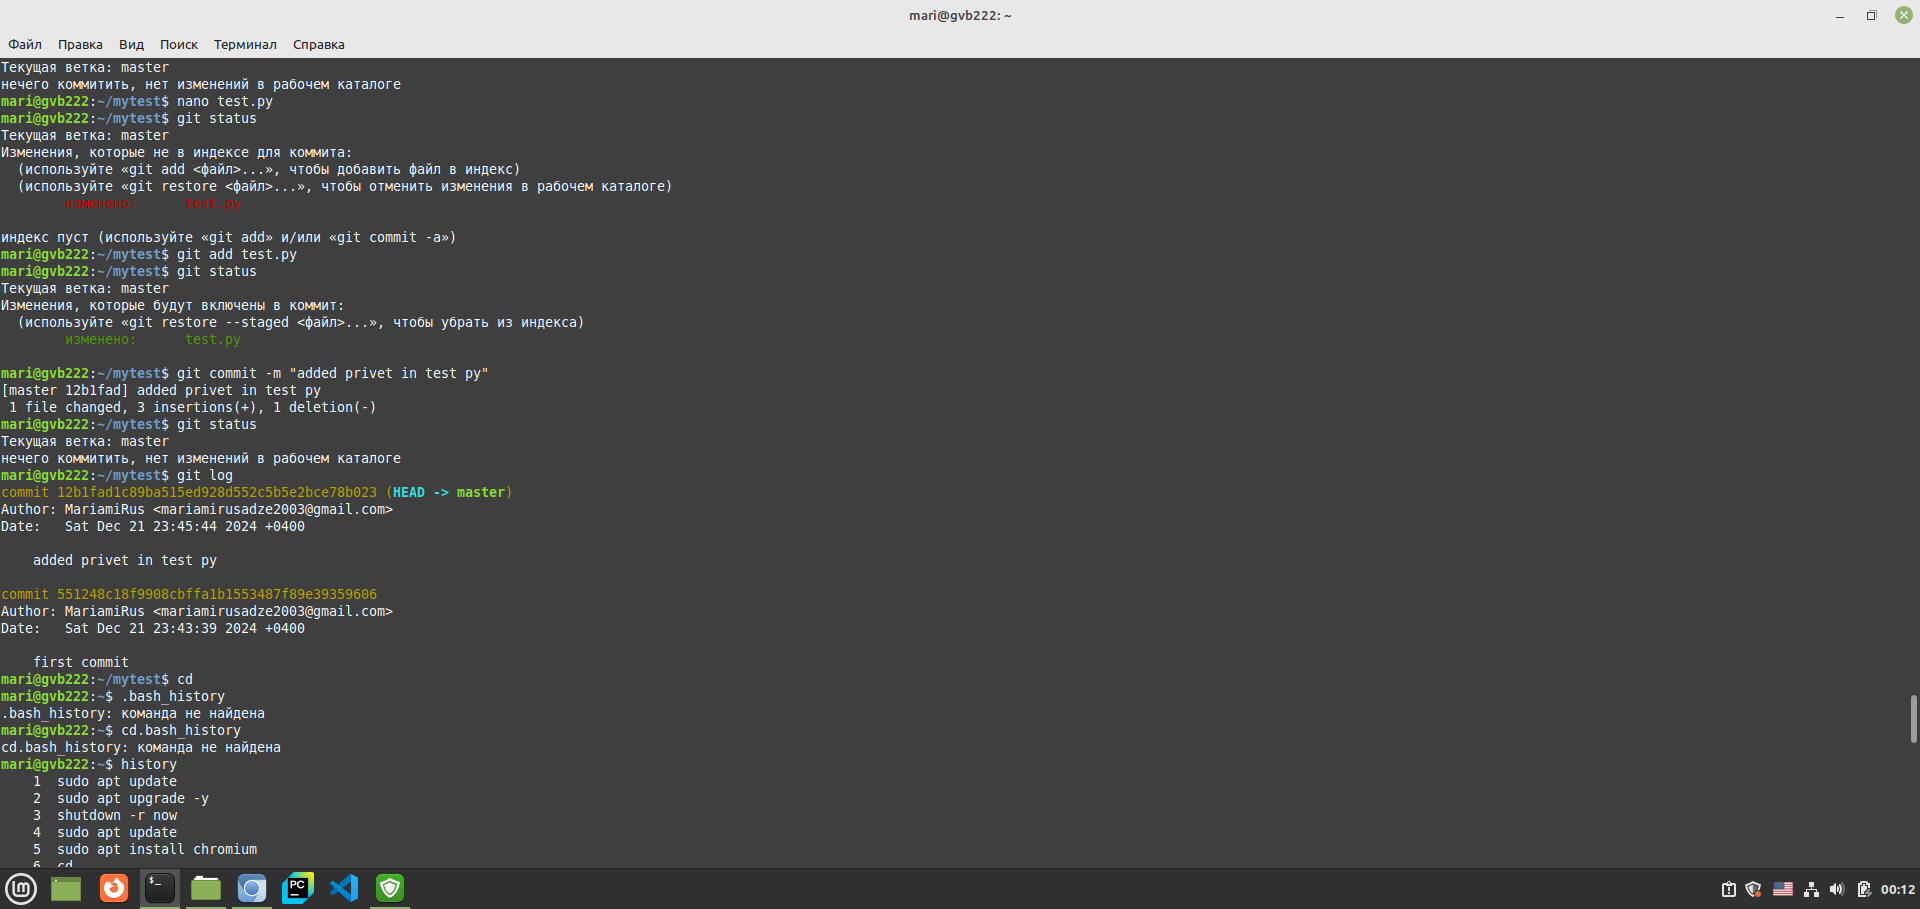 mari@gvb222: ~
Файл Правка Вид Поиск Терминал Справка
Текущая ветка: master
нечего коммитить, нет изменений в рабочем каталоге
mari@gvb222:~/mytest$ nano test.py
mari@gvb222:~/mytest$ git status
Текущая ветка: master
Изменения, которые не в индексе для коммита:
  (используйте «git add <файл>...», чтобы добавить файл в индекс)
  (используйте «git restore <файл>...», чтобы отменить изменения в рабочем каталоге)
        изменено:      test.py
индекс пуст (используйте «git add» и/или «git commit -a»)
mari@gvb222:~/mytest$ git add test.py
mari@gvb222:~/mytest$ git status
Текущая ветка: master
Изменения, которые будут включены в коммит:
  (используйте «git restore --staged <файл>...», чтобы убрать из индекса)
        изменено:      test.py
mari@gvb222:~/mytest$ git commit -m "added privet in test py"
[master 12b1fad] added privet in test py
 1 file changed, 3 insertions(+), 1 deletion(-)
mari@gvb222:~/mytest$ git status
Текущая ветка: master
нечего коммитить, нет изменений в рабочем каталоге
mari@gvb222:~/mytest$ git log
commit 12b1fad1c89ba515ed928d552c5b5e2bce78b023 (HEAD -> master)
Author: MariamiRus <mariamirusadze2003@gmail.com>
Date:   Sat Dec 21 23:45:44 2024 +0400
    added privet in test py
commit 551248c18f9908cbffa1b1553487f89e39359606
Author: MariamiRus <mariamirusadze2003@gmail.com>
Date:   Sat Dec 21 23:43:39 2024 +0400
    first commit
mari@gvb222:~/mytest$ cd
mari@gvb222:~$ .bash_history
.bash_history: команда не найдена
mari@gvb222:~$ cd.bash_history
cd.bash_history: команда не найдена
mari@gvb222:~$ history
    1  sudo apt update
    2  sudo apt upgrade -y
    3  shutdown -r now
    4  sudo apt update
    5  sudo apt install chromium
    6  cd
PC
00:12